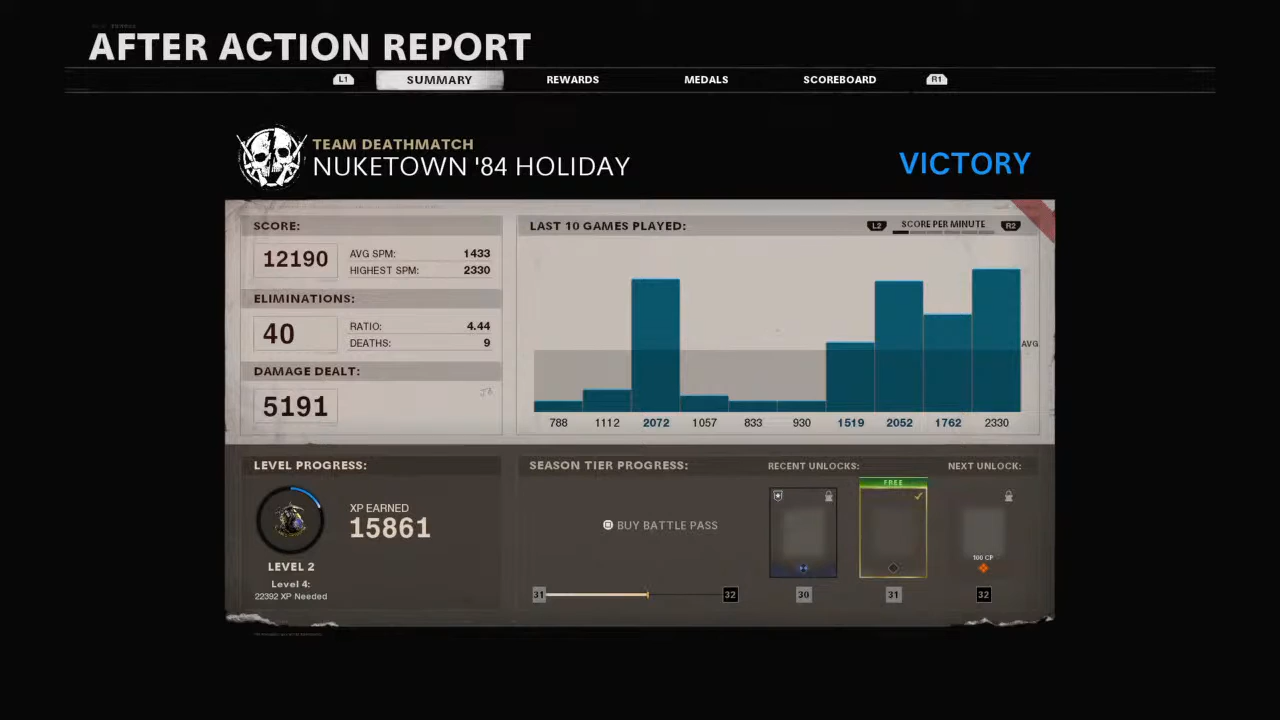 AFTER ACTION REPORT
L1 SUMMARY REWARDS MEDALS SCOREBOARD R1
TEAM DEATHMATCH
NUKETOWN '84 HOLIDAY
VICTORY
SCORE:
12190
AVG SPM: 1433
HIGHEST SPM: 2330
ELIMINATIONS:
40
RATIO: 4.44
DEATHS: 9
DAMAGE DEALT:
5191
LAST 10 GAMES PLAYED:
L2 SCORE PER MINUTE R2
AVG
788 1112 2072 1057 833 930 1519 2052 1762 2330
LEVEL PROGRESS:
XP EARNED
15861
LEVEL 2
Level 4:
22392 XP Needed
SEASON TIER PROGRESS:
BUY BATTLE PASS
31 32
RECENT UNLOCKS:
FREE
30 31
NEXT UNLOCK:
100 CP
32